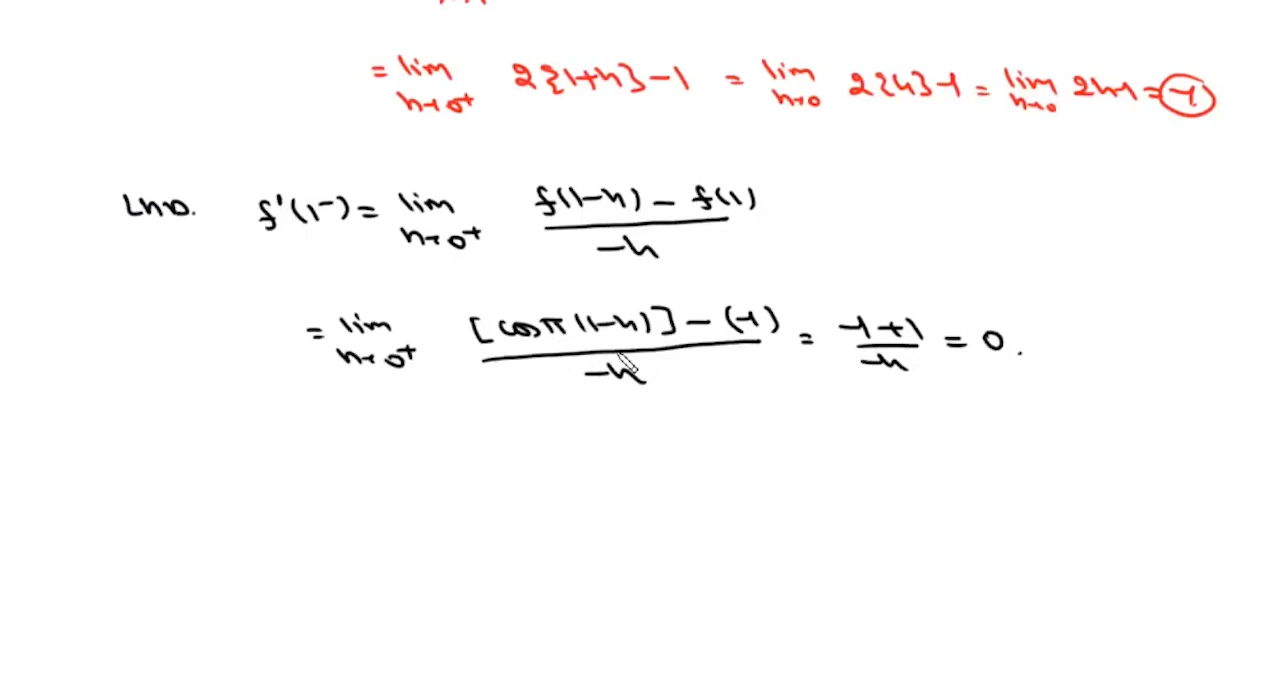 = lim h→0⁺ 2{1+h}-1 = lim h→0 2{h}-1 = lim h→0 2h-1 = -1
LHD. f'(1⁻) = lim h→0⁺ f(1-h) - f(1) / -h
= lim h→0⁺ [cosπ(1-h)] - (-1) / -h = -1+1 / -h = 0.